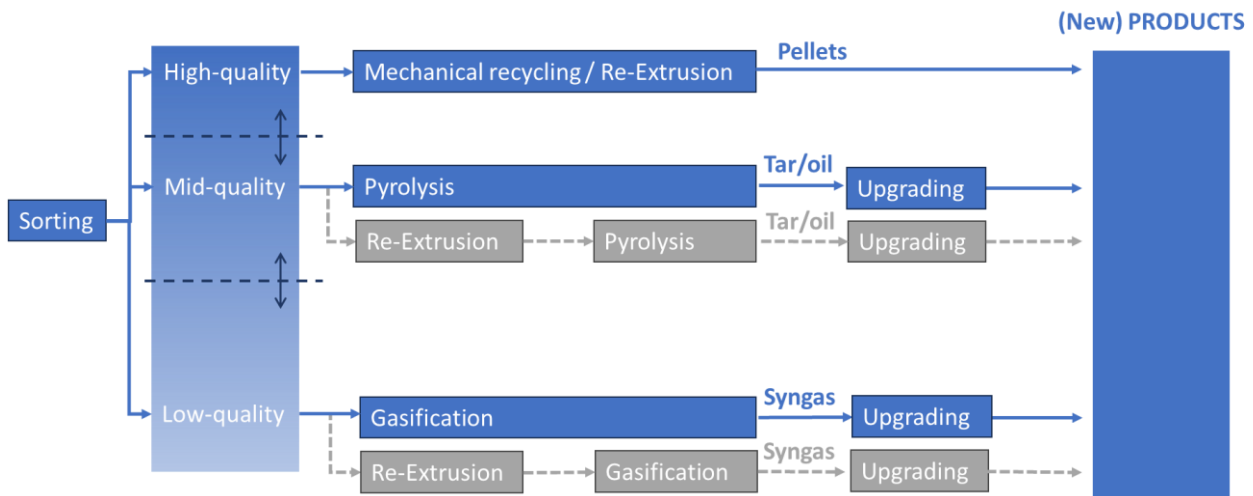 (New) PRODUCTS
High-quality
Mechanical recycling / Re-Extrusion
Pellets
Mid-quality
Pyrolysis
Tar/oil
Upgrading
Sorting
Re-Extrusion
Pyrolysis
Tar/oil
Upgrading
Low-quality
Gasification
Syngas
Upgrading
Re-Extrusion
Gasification
Syngas
Upgrading